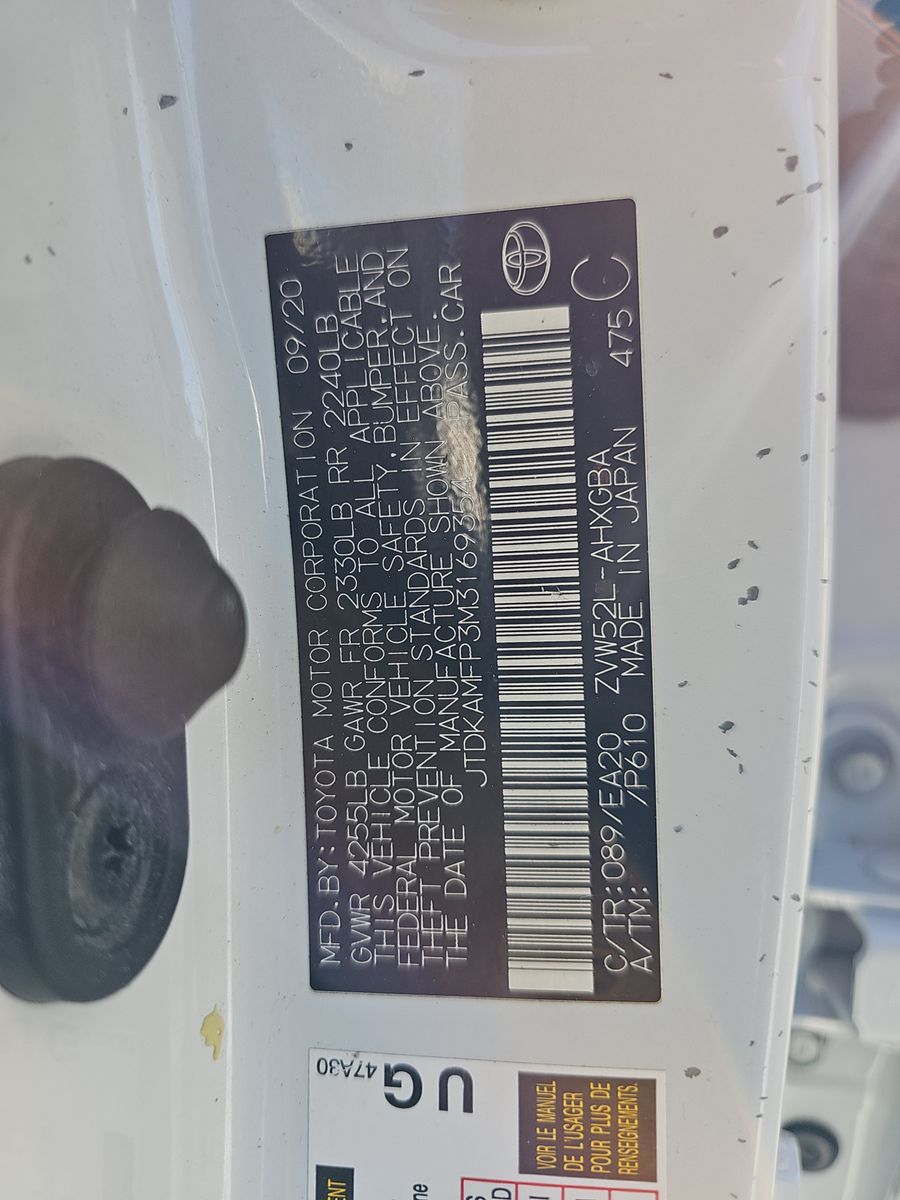 MFD.BY:TOYOTA MOTOR CORPORATION 09/20
GVWR 4255LB GAWR FR 2330LB RR 2240LB
THIS VEHICLE CONFORMS TO ALL APPLICABLE
FEDERAL MOTOR VEHICLE SAFETY, BUMPER, AND
THEFT PREVENTION STANDARDS IN EFFECT ON
THE DATE OF MANUFACTURE SHOWN ABOVE.
JTDKAMFP3M3169354 PASS.CAR
C/TR:089/EA20 ZVW52L-AHXGBA
A/TM: /P610 MADE IN JAPAN 475 C
47A30
UG
VOIR LE MANUEL
DE L'USAGER
POUR PLUS DE
RENSEIGNEMENTS.